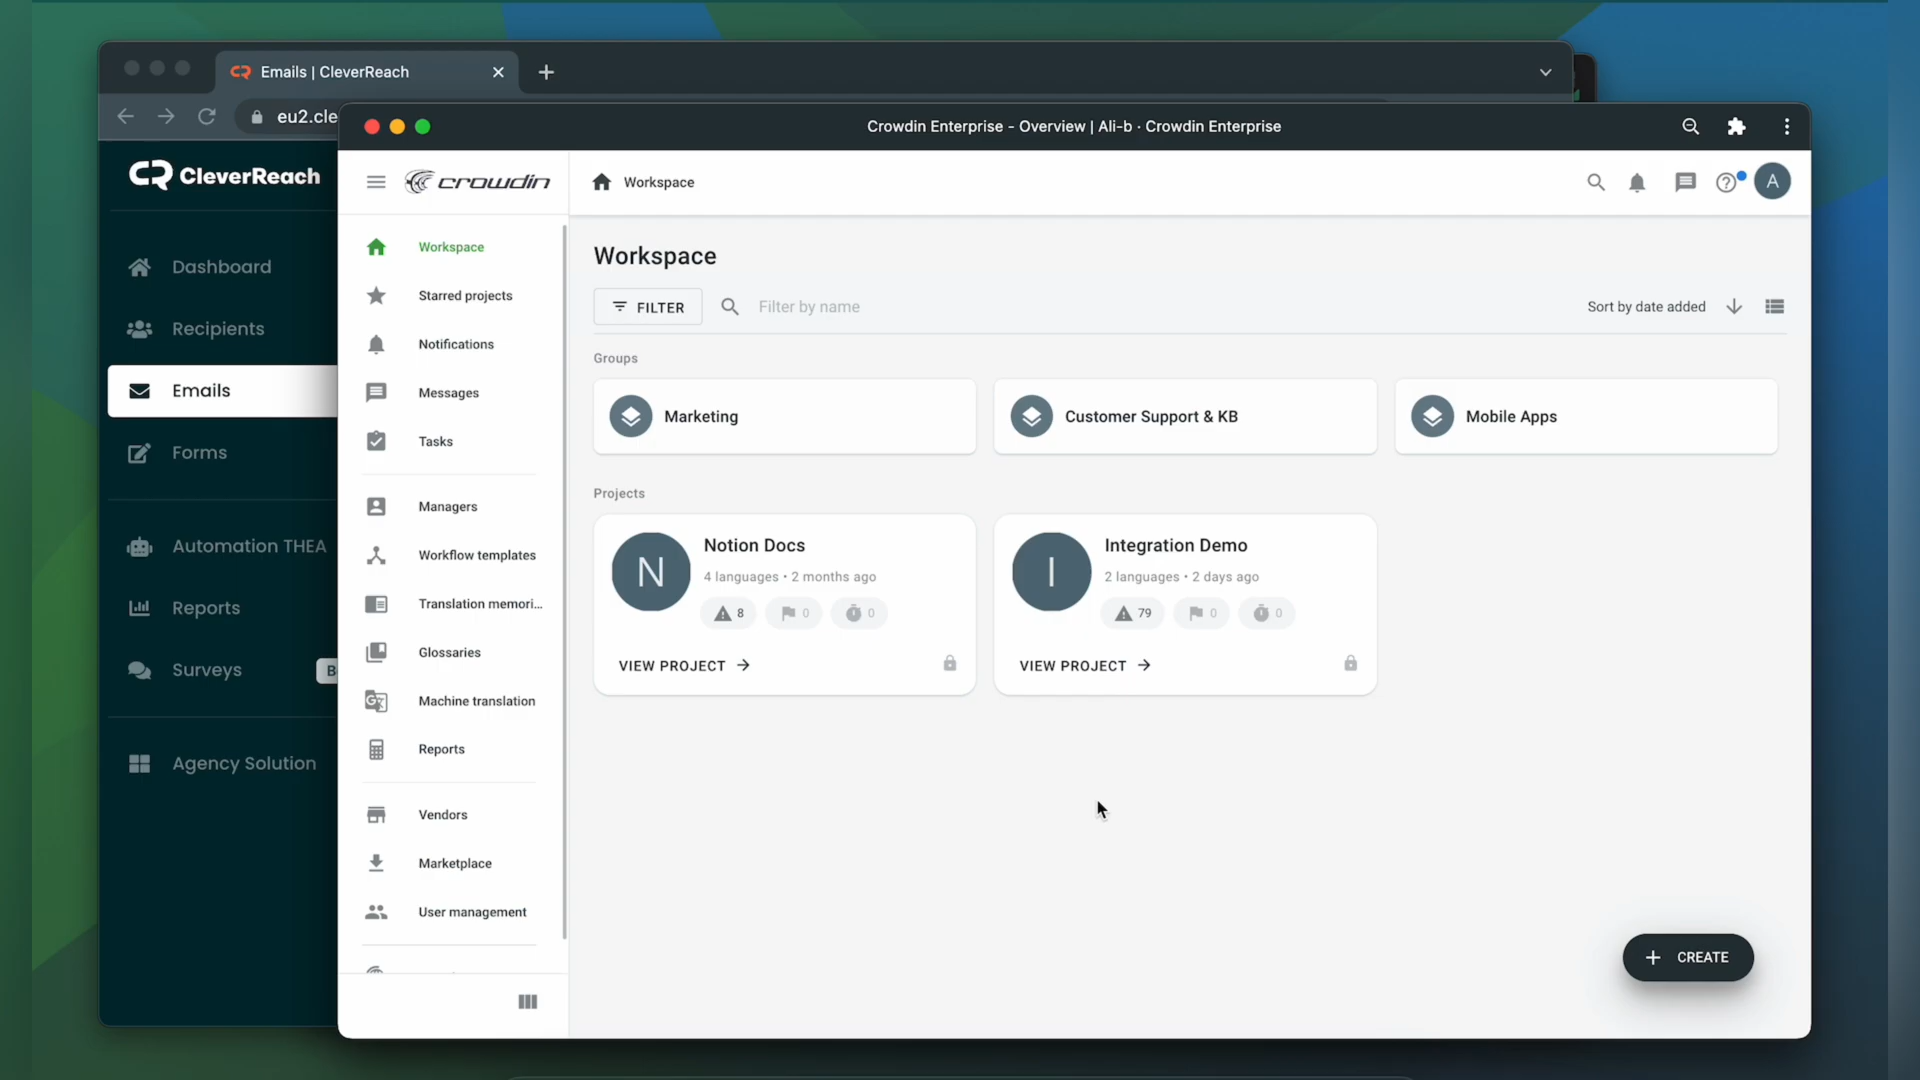 Emails | CleverReach
eu2.cle
CleverReach
Dashboard
Recipients
Emails
Forms
Automation THEA
Reports
Surveys
B
Agency Solution
Crowdin Enterprise - Overview | Ali-b · Crowdin Enterprise
crowdin
Workspace
A
Workspace
Starred projects
Notifications
Messages
Tasks
Managers
Workflow templates
Translation memori...
Glossaries
Machine translation
Reports
Vendors
Marketplace
User management
Workspace
FILTER
Filter by name
Sort by date added
Groups
Marketing
Customer Support & KB
Mobile Apps
Projects
N
Notion Docs
4 languages • 2 months ago
8
0
0
VIEW PROJECT
I
Integration Demo
2 languages • 2 days ago
79
0
0
VIEW PROJECT
+ CREATE